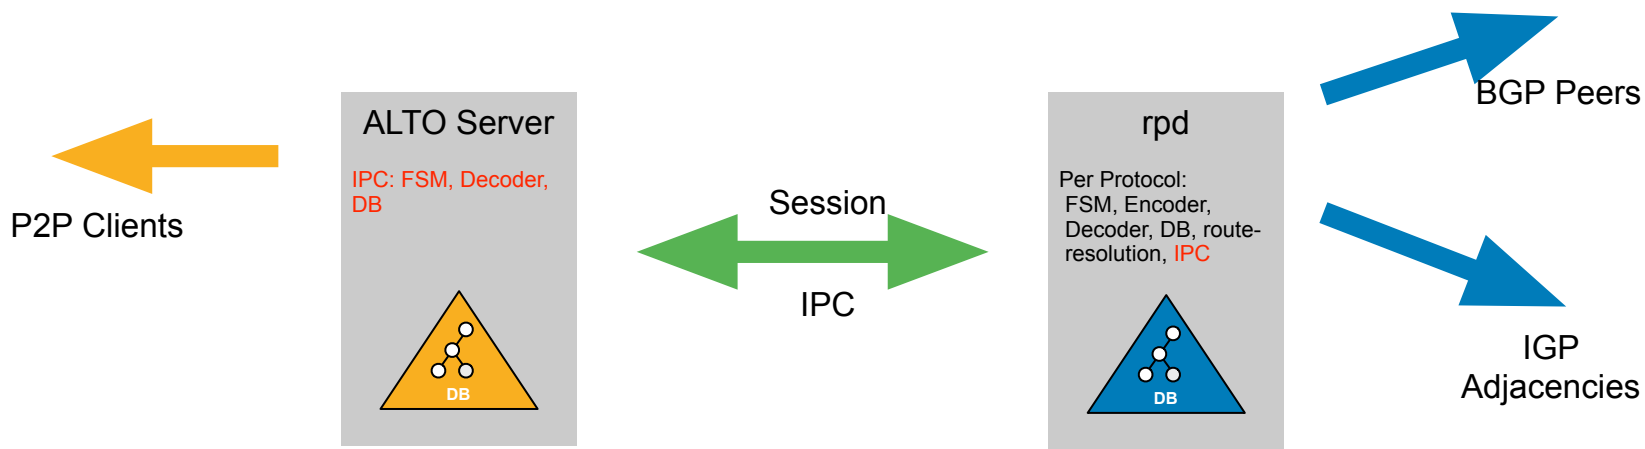 P2P Clients
ALTO Server
IPC: FSM, Decoder,
DB
DB
Session
IPC
rpd
Per Protocol:
FSM, Encoder,
Decoder, DB, route-
resolution, IPC
DB
BGP Peers
IGP
Adjacencies